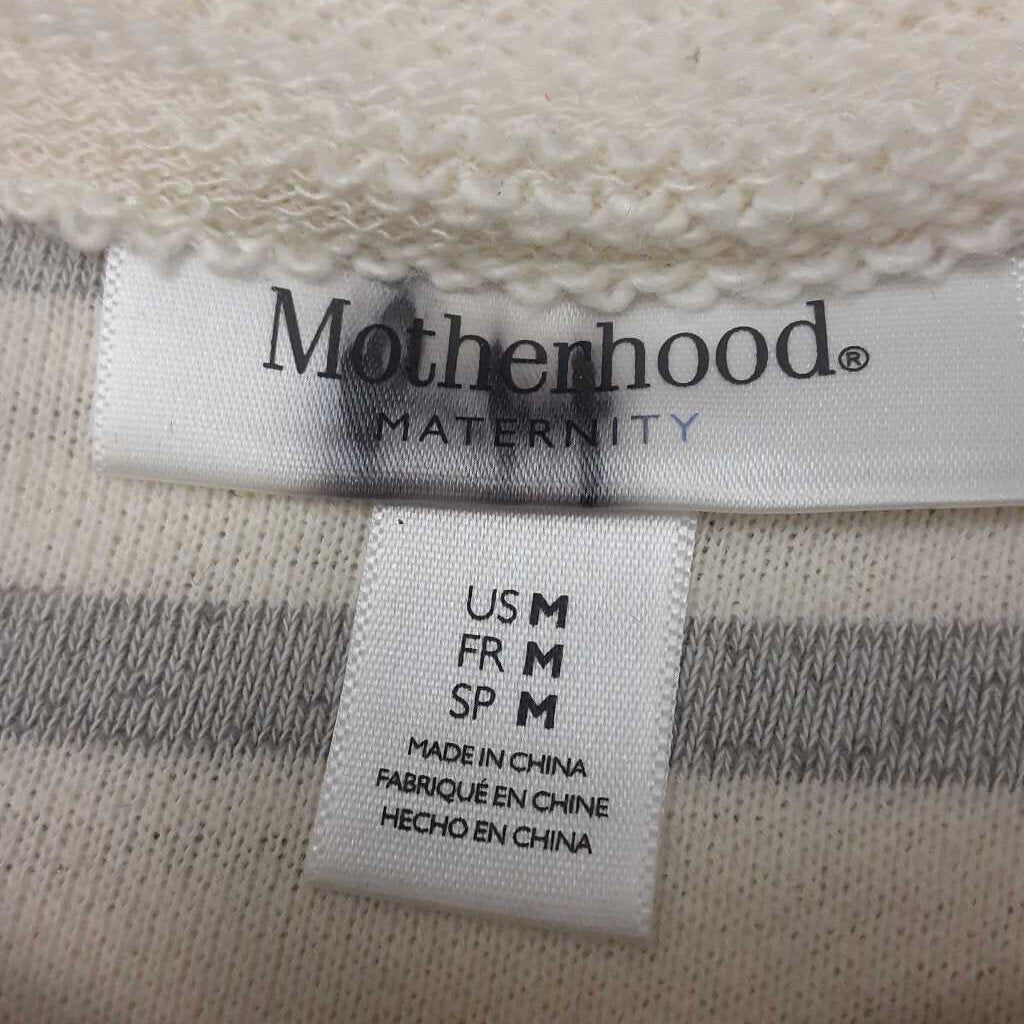 Motherhood®
MATERNITY
US M
FR M
SP M
MADE IN CHINA
FABRIQUÉ EN CHINE
HECHO EN CHINA